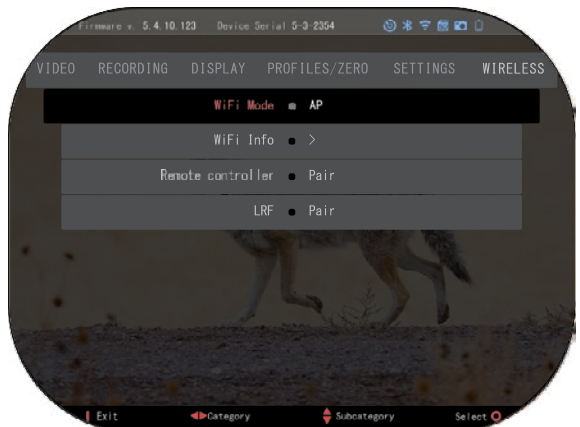 Firmware v. 5.4.10.123 Device Serial 5-3-2354
VIDEO RECORDING DISPLAY PROFILES/ZERO SETTINGS WIRELESS
WiFi Mode AP
WiFi Info >
Remote controller Pair
LRF Pair
Exit Category Subcategory Select